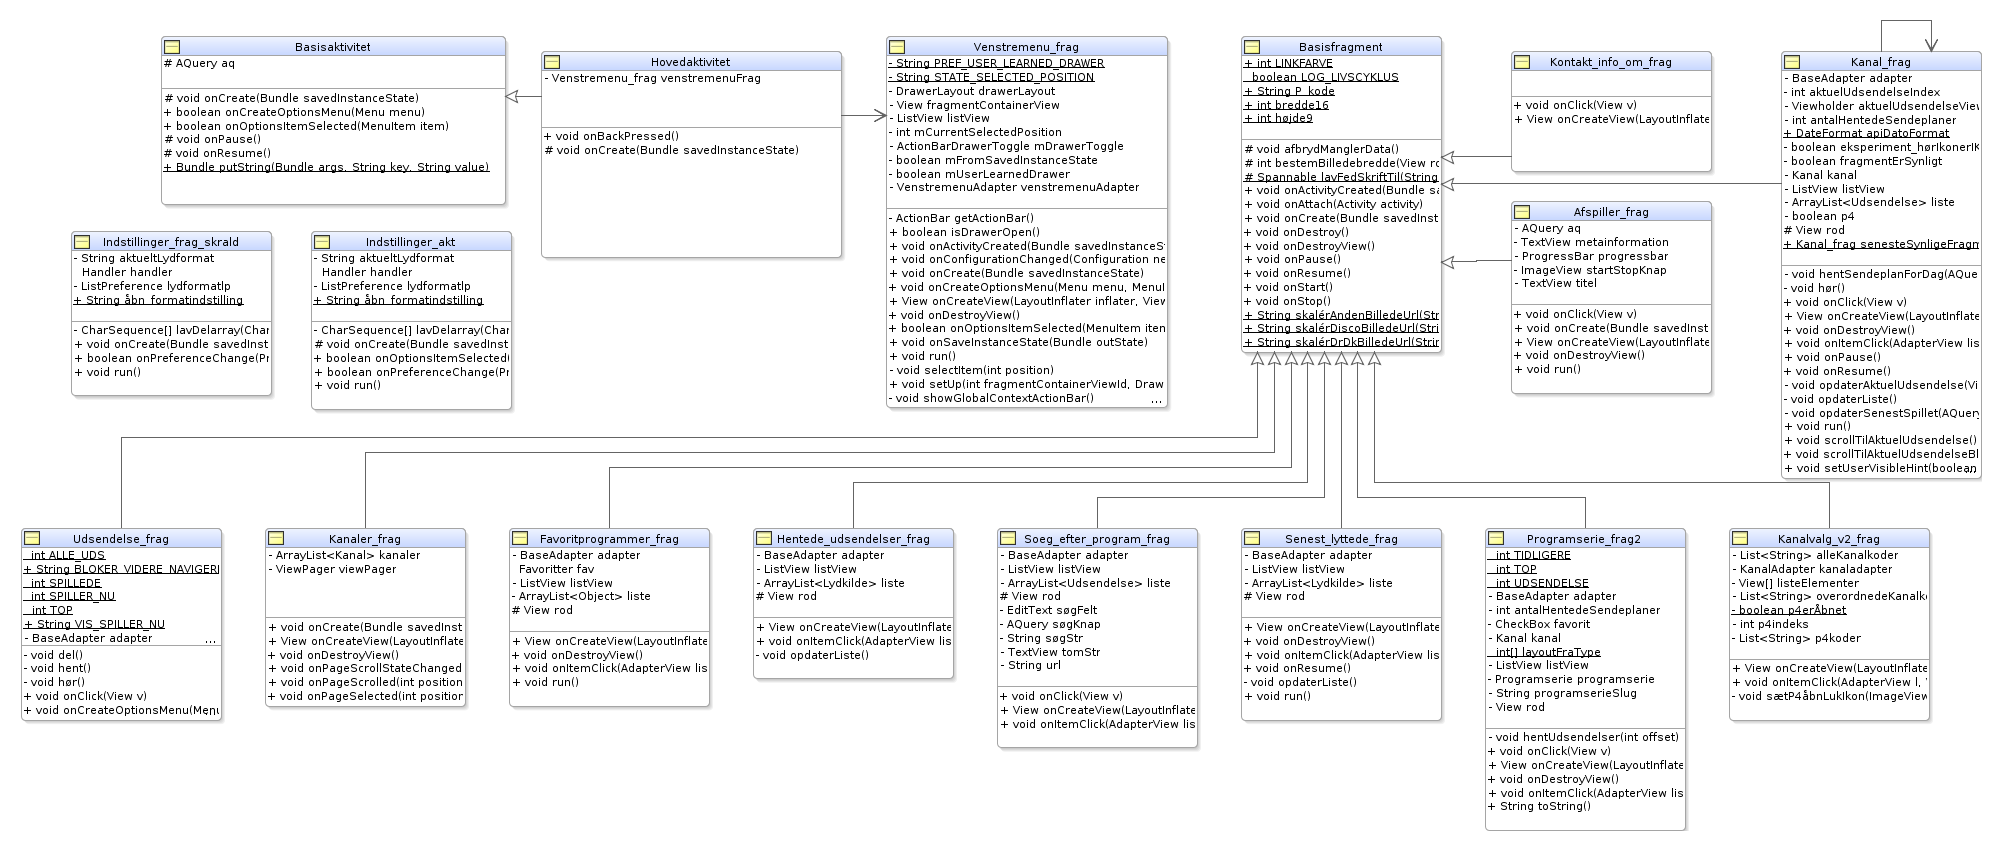 Basisaktivitet
# AQuery aq
# void onCreate(Bundle savedInstanceState)
+ boolean onCreateOptionsMenu(Menu menu)
+ boolean onOptionsItemSelected(MenuItem item)
# void onPause()
# void onResume()
+ Bundle putString(Bundle args, String key, String value)
Hovedaktivitet
- Venstremenu_frag venstremenuFrag
+ void onBackPressed()
# void onCreate(Bundle savedInstanceState)
Venstremenu_frag
- String PREF_USER_LEARNED_DRAWER
- String STATE_SELECTED_POSITION
- DrawerLayout drawerLayout
- View fragmentContainerView
- ListView listView
- int mCurrentSelectedPosition
- ActionBarDrawerToggle mDrawerToggle
- boolean mFromSavedInstanceState
- boolean mUserLearnedDrawer
- VenstremenuAdapter venstremenuAdapter
- ActionBar getActionBar()
+ boolean isDrawerOpen()
+ void onActivityCreated(Bundle savedInstanceS
+ void onConfigurationChanged(Configuration ne
+ void onCreate(Bundle savedInstanceState)
+ void onCreateOptionsMenu(Menu menu, MenuI
+ View onCreateView(LayoutInflater inflater, View
+ void onDestroyView()
+ boolean onOptionsItemSelected(MenuItem iten
+ void onSaveInstanceState(Bundle outState)
+ void run()
- void selectItem(int position)
+ void setUp(int fragmentContainerViewId, Draw
- void showGlobalContextActionBar() ...
Basisfragment
+ int LINKFARVE
boolean LOG_LIVSCYKLUS
+ String P_kode
+ int bredde16
+ int højde9
# void afbrydManglerData()
# int bestemBilledebredde(View ro
# Spannable lavFedSkriftTil(String
+ void onActivityCreated(Bundle sa
+ void onAttach(Activity activity)
+ void onCreate(Bundle savedInst
+ void onDestroy()
+ void onDestroyView()
+ void onPause()
+ void onResume()
+ void onStart()
+ void onStop()
+ String skalérAndenBilledeUrl(Str
+ String skalérDiscoBilledeUrl(Stri
+ String skalérDrDkBilledeUrl(Strin
Kontakt_info_om_frag
+ void onClick(View v)
+ View onCreateView(LayoutInflate
Afspiller_frag
- AQuery aq
- TextView metainformation
- ProgressBar progressbar
- ImageView startStopKnap
- TextView titel
+ void onClick(View v)
+ void onCreate(Bundle savedInst
+ View onCreateView(LayoutInflate
+ void onDestroyView()
+ void run()
Kanal_frag
- BaseAdapter adapter
- int aktuelUdsendelseIndex
- Viewholder aktuelUdsendelseViev
- int antalHentedeSendeplaner
+ DateFormat apiDatoFormat
- boolean eksperiment_hørIkonerIK
- boolean fragmentErSynligt
- Kanal kanal
- ListView listView
- ArrayList<Udsendelse> liste
- boolean p4
# View rod
+ Kanal_frag senesteSynligeFragn
- void hentSendeplanForDag(AQue
- void hør()
+ void onClick(View v)
+ View onCreateView(LayoutInflate
+ void onDestroyView()
+ void onItemClick(AdapterView lis
+ void onPause()
+ void onResume()
- void opdaterAktuelUdsendelse(Vi
- void opdaterListe()
- void opdaterSenestSpillet(AQuery
+ void run()
+ void scrollTilAktuelUdsendelse()
+ void scrollTilAktuelUdsendelseBl
+ void setUserVisibleHint(boolean ...
Indstillinger_frag_skrald
- String aktueltLydformat
Handler handler
- ListPreference lydformatlp
+ String åbn_formatindstilling
- CharSequence[] lavDelarray(Char
+ void onCreate(Bundle savedInst
+ boolean onPreferenceChange(Pr
+ void run()
Indstillinger_akt
- String aktueltLydformat
Handler handler
- ListPreference lydformatlp
+ String åbn_formatindstilling
- CharSequence[] lavDelarray(Char
# void onCreate(Bundle savedInst
+ boolean onOptionsItemSelected(
+ boolean onPreferenceChange(Pr
+ void run()
Udsendelse_frag
int ALLE_UDS
+ String BLOKER_VIDERE_NAVIGERI
int SPILLEDE
int SPILLER_NU
int TOP
+ String VIS_SPILLER_NU
- BaseAdapter adapter ...
- void del()
- void hent()
- void hør()
+ void onClick(View v)
+ void onCreateOptionsMenu(Menu ...
Kanaler_frag
- ArrayList<Kanal> kanaler
- ViewPager viewPager
+ void onCreate(Bundle savedInst
+ View onCreateView(LayoutInflate
+ void onDestroyView()
+ void onPageScrollStateChanged
+ void onPageScrolled(int position
+ void onPageSelected(int position
Favoritprogrammer_frag
- BaseAdapter adapter
Favoritter fav
- ListView listView
- ArrayList<Object> liste
# View rod
+ View onCreateView(LayoutInflate
+ void onDestroyView()
+ void onItemClick(AdapterView lis
+ void run()
Hentede_udsendelser_frag
- BaseAdapter adapter
- ListView listView
- ArrayList<Lydkilde> liste
# View rod
+ View onCreateView(LayoutInflate
+ void onItemClick(AdapterView lis
- void opdaterListe()
Soeg_efter_program_frag
- BaseAdapter adapter
- ListView listView
- ArrayList<Udsendelse> liste
# View rod
- EditText søgFelt
- AQuery søgKnap
- String søgStr
- TextView tomStr
- String url
+ void onClick(View v)
+ View onCreateView(LayoutInflate
+ void onItemClick(AdapterView lis
Senest_lyttede_frag
- BaseAdapter adapter
- ListView listView
- ArrayList<Lydkilde> liste
# View rod
+ View onCreateView(LayoutInflate
+ void onDestroyView()
+ void onItemClick(AdapterView lis
+ void onResume()
- void opdaterListe()
+ void run()
Programserie_frag2
int TIDLIGERE
int TOP
int UDSENDELSE
- BaseAdapter adapter
- int antalHentedeSendeplaner
- CheckBox favorit
- Kanal kanal
int[] layoutFraType
- ListView listView
- Programserie programserie
- String programserieSlug
- View rod
- void hentUdsendelser(int offset)
+ void onClick(View v)
+ View onCreateView(LayoutInflate
+ void onDestroyView()
+ void onItemClick(AdapterView lis
+ String toString()
Kanalvalg_v2_frag
- List<String> alleKanalkoder
- KanalAdapter kanaladapter
- View[] listeElementer
- List<String> overordnedeKanalk
- boolean p4erÅbnet
- int p4indeks
- List<String> p4koder
+ View onCreateView(LayoutInflate
+ void onItemClick(AdapterView l,
- void sætP4åbnLukIkon(ImageView